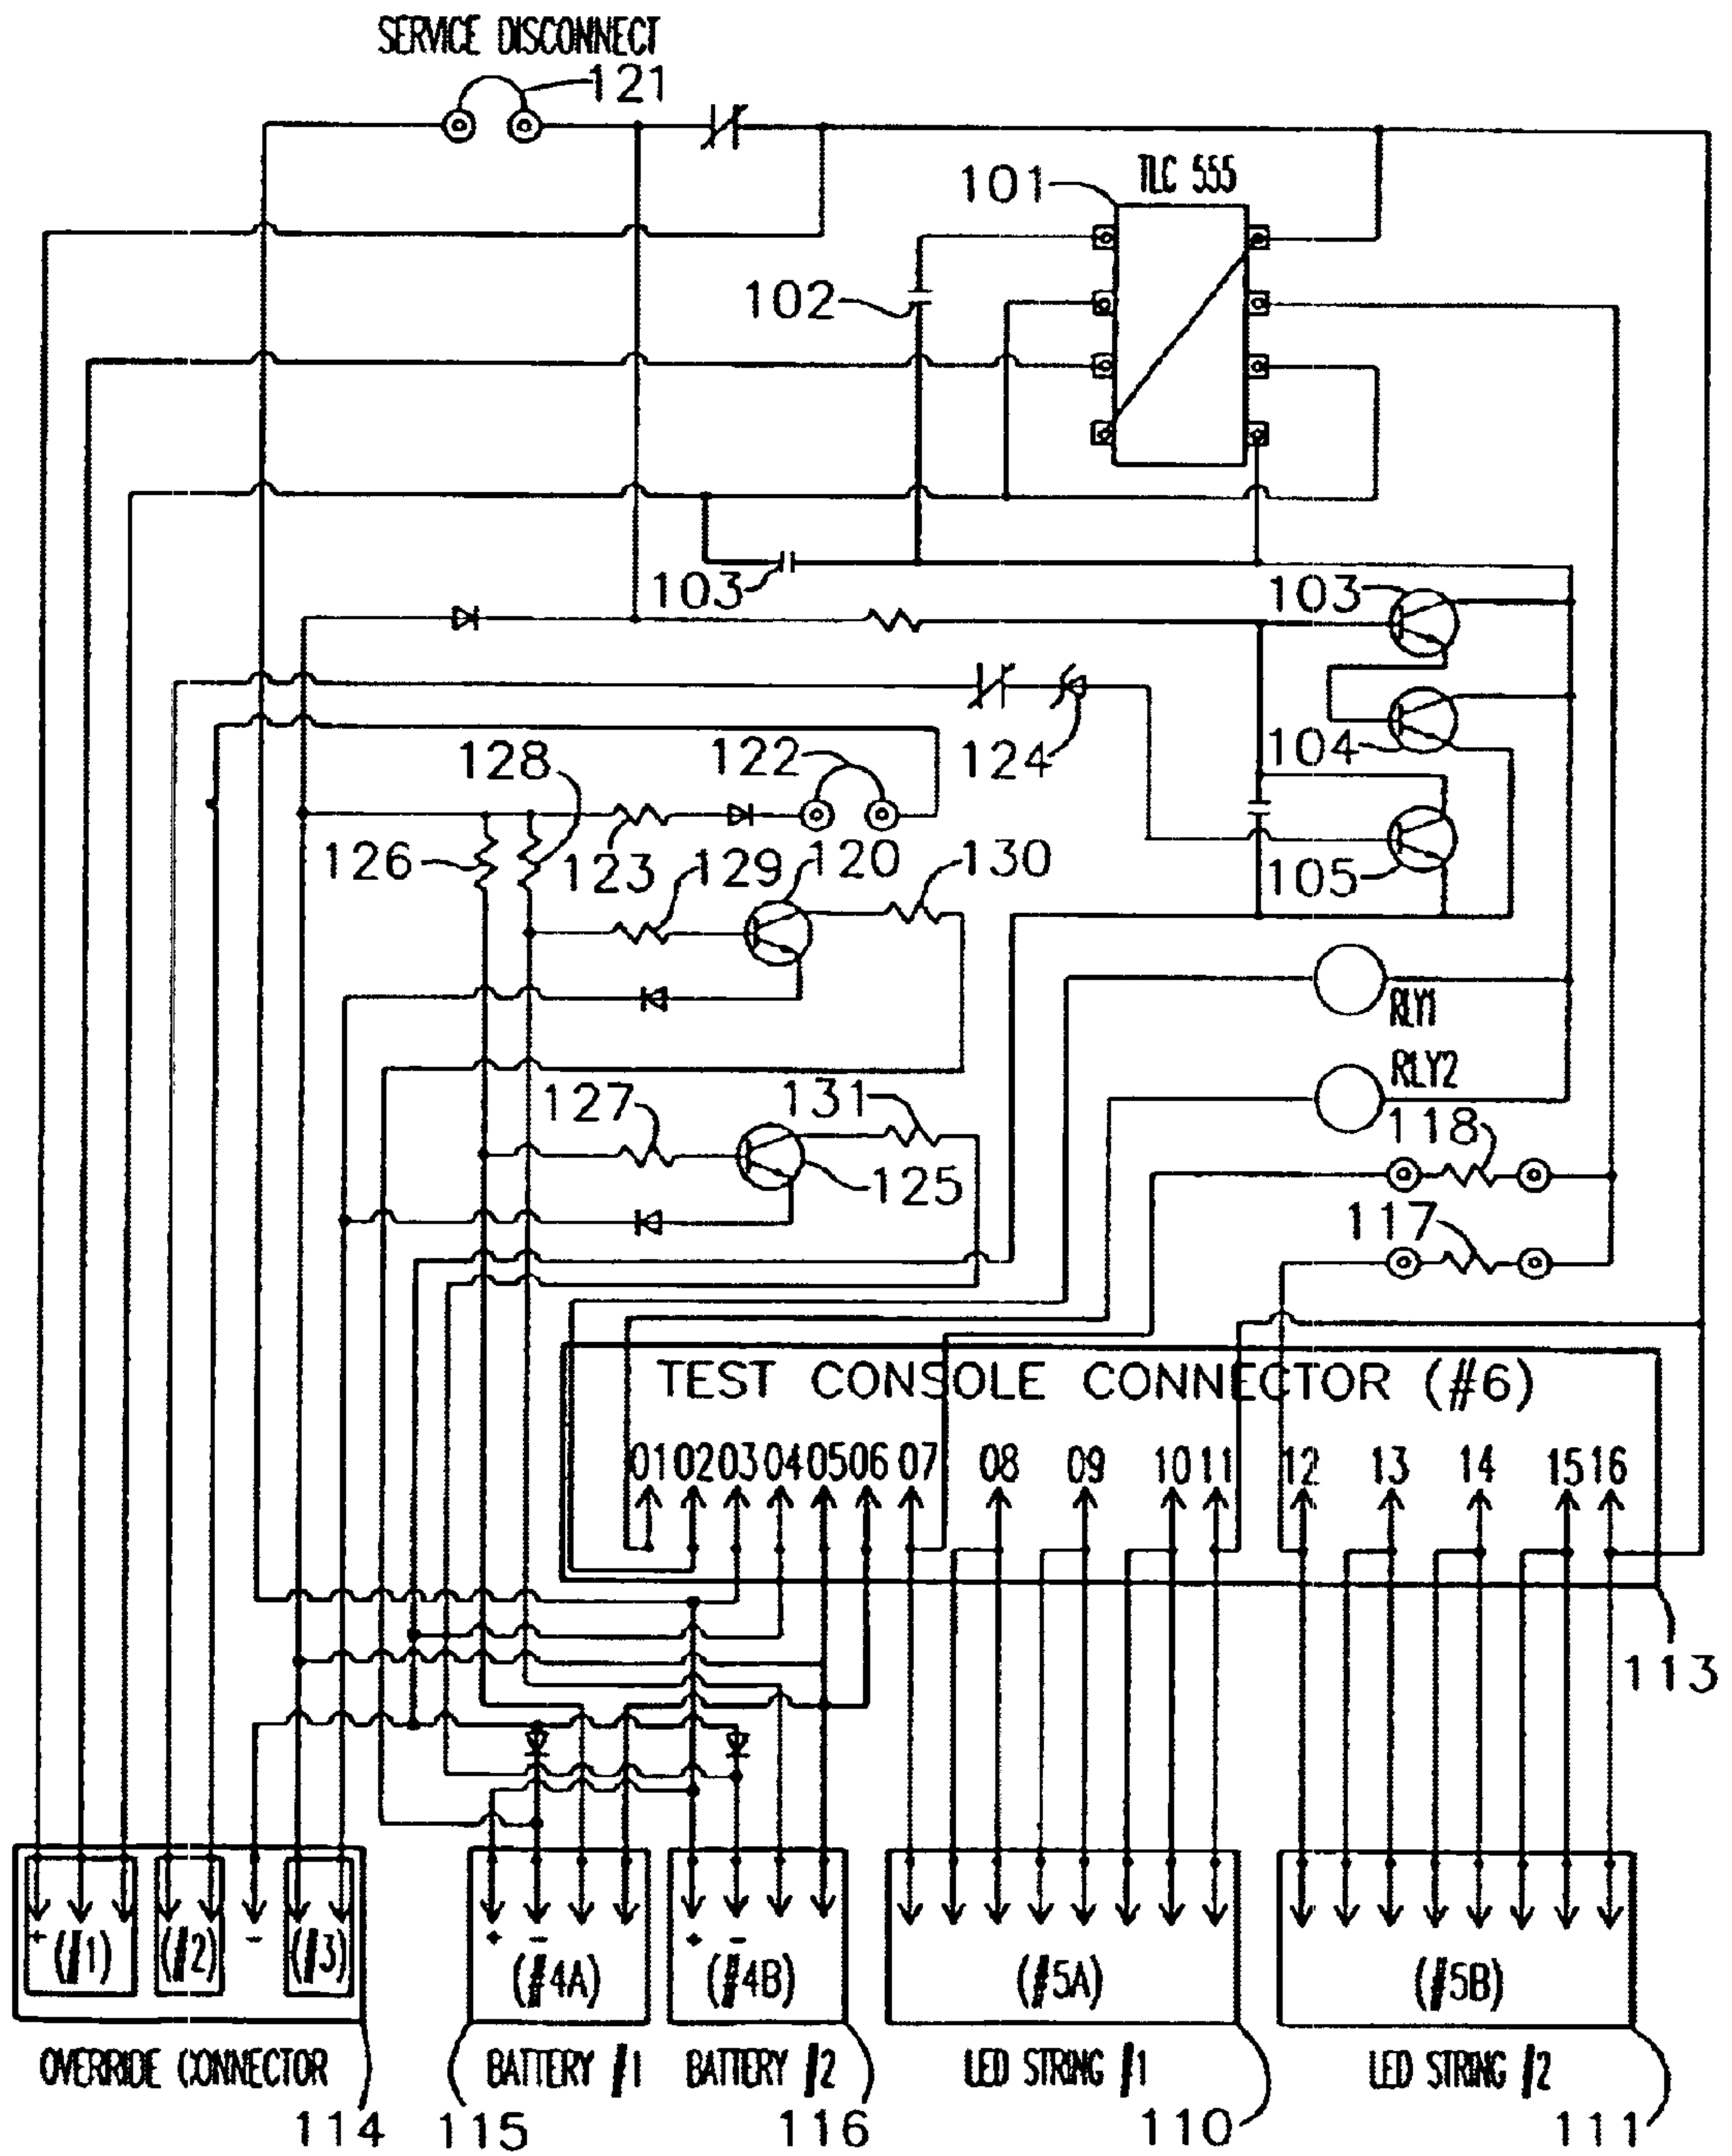 SERVICE DISCONNECT
121
101
TLC 555
102
103
103
124
104
128
122
126
123
129
120
130
105
RLY1
RLY2
127
131
118
125
117
TEST CONSOLE CONNECTOR (#6)
01 02 03 04 05 06 07 08 09 10 11 12 13 14 15 16
113
+ (#1) (#2) - (#3)
+ - (#4A)
+ - (#4B)
(#5A)
(#5B)
OVERRIDE CONNECTOR
BATTERY #1
BATTERY #2
LED STRING #1
LED STRING #2
114
115
116
110
111